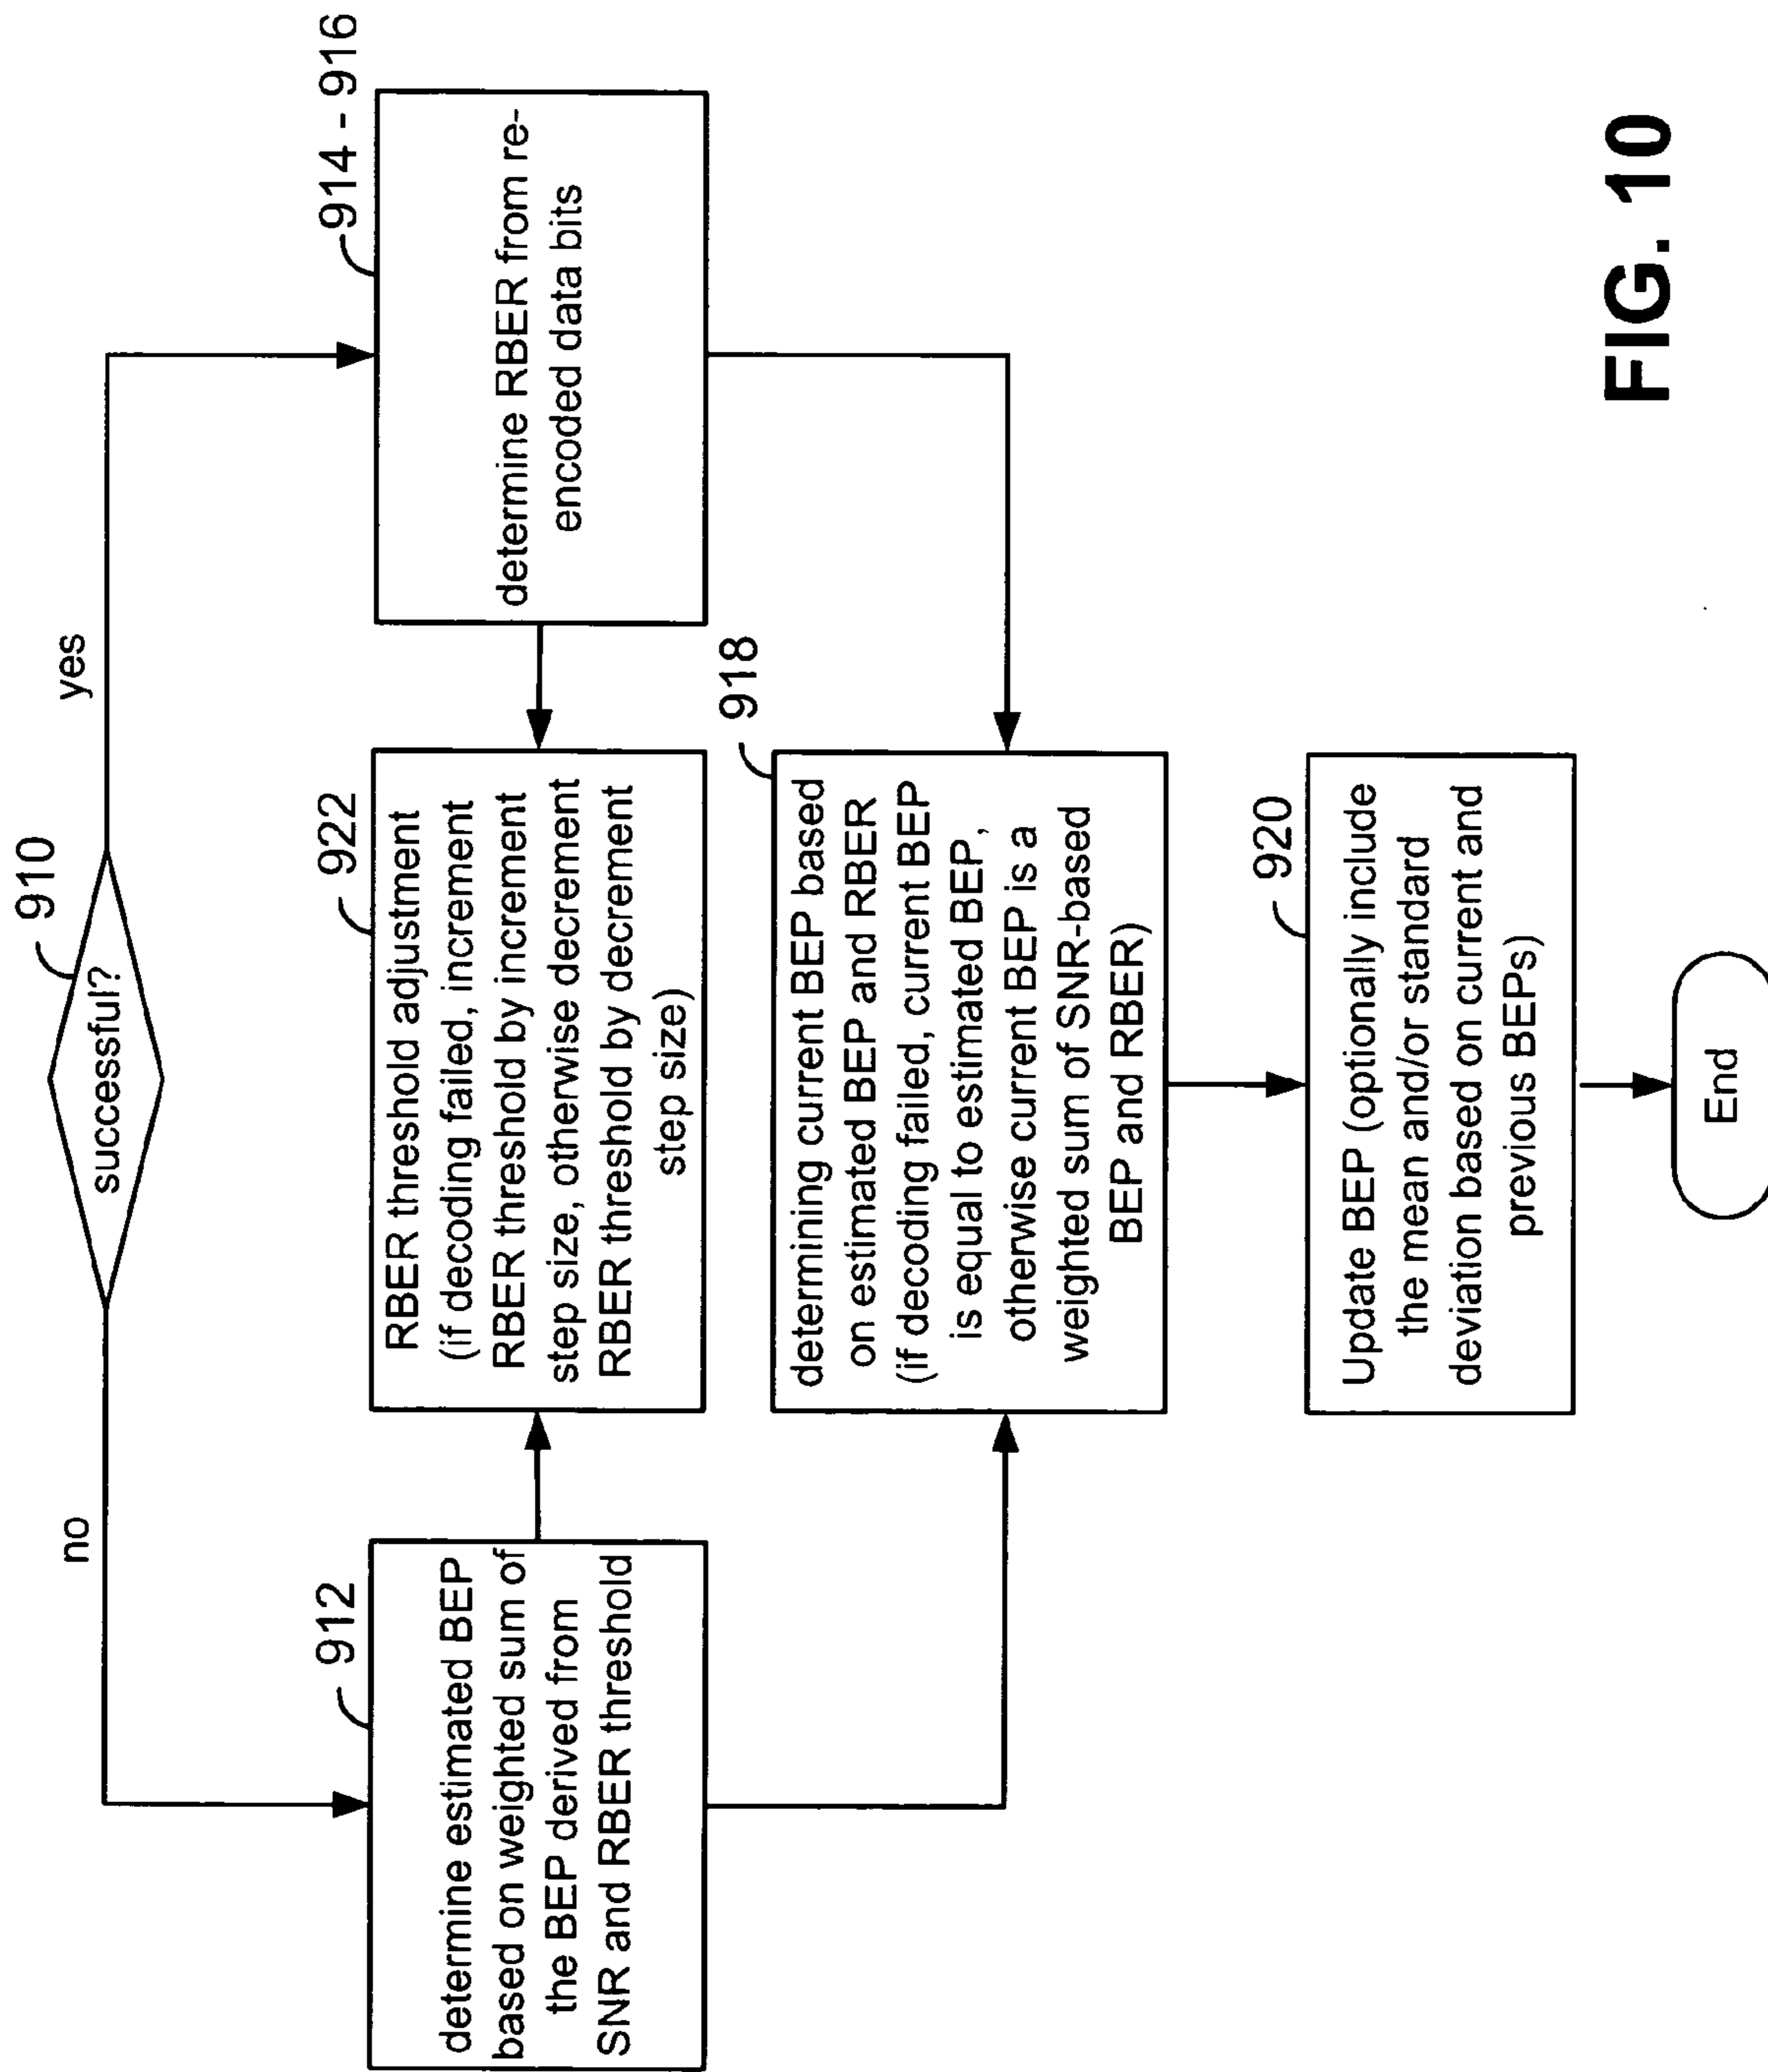 910
successful?
no
yes
912
determine estimated BEP
based on weighted sum of
the BEP derived from
SNR and RBER threshold
922
RBER threshold adjustment
(if decoding failed, increment
RBER threshold by increment
step size, otherwise decrement
RBER threshold by decrement
step size)
914 - 916
determine RBER from re-
encoded data bits
918
determining current BEP based
on estimated BEP and RBER
(if decoding failed, current BEP
is equal to estimated BEP,
otherwise current BEP is a
weighted sum of SNR-based
BEP and RBER)
920
Update BEP (optionally include
the mean and/or standard
deviation based on current and
previous BEPs)
End
FIG. 10